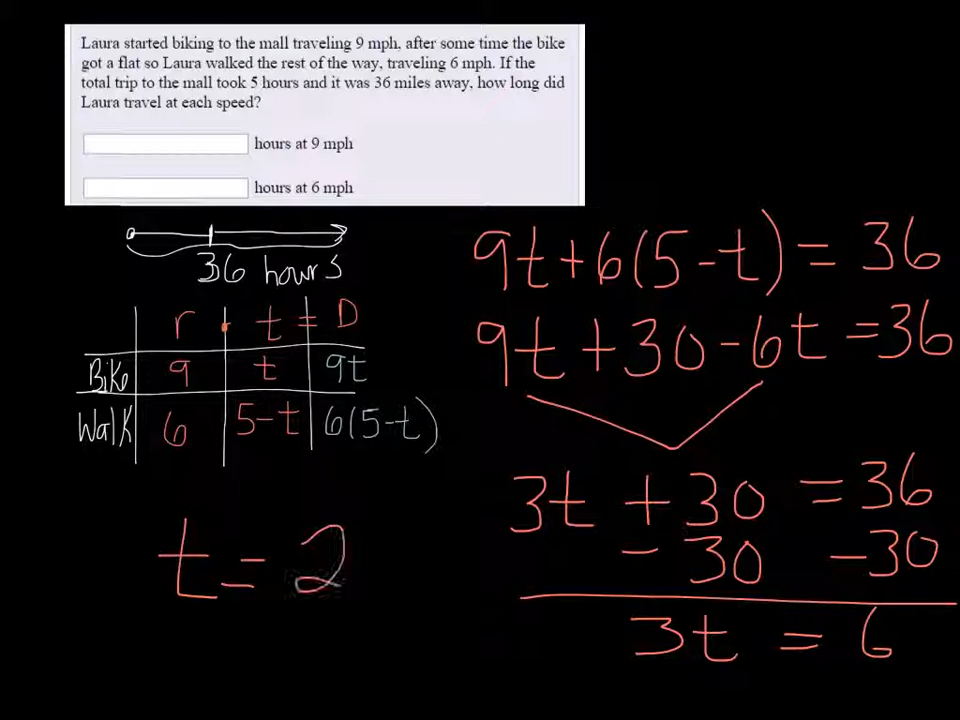 Laura started biking to the mall traveling 9 mph, after some time the bike
got a flat so Laura walked the rest of the way, traveling 6 mph. If the
total trip to the mall took 5 hours and it was 36 miles away, how long did
Laura travel at each speed?
hours at 9 mph
hours at 6 mph
36 hours
r · t = D
Bike 9 t 9t
Walk 6 5-t 6(5-t)
t = 2
9t+6(5-t) = 36
9t+30-6t=36
3t + 30 = 36
- 30 -30
3t = 6